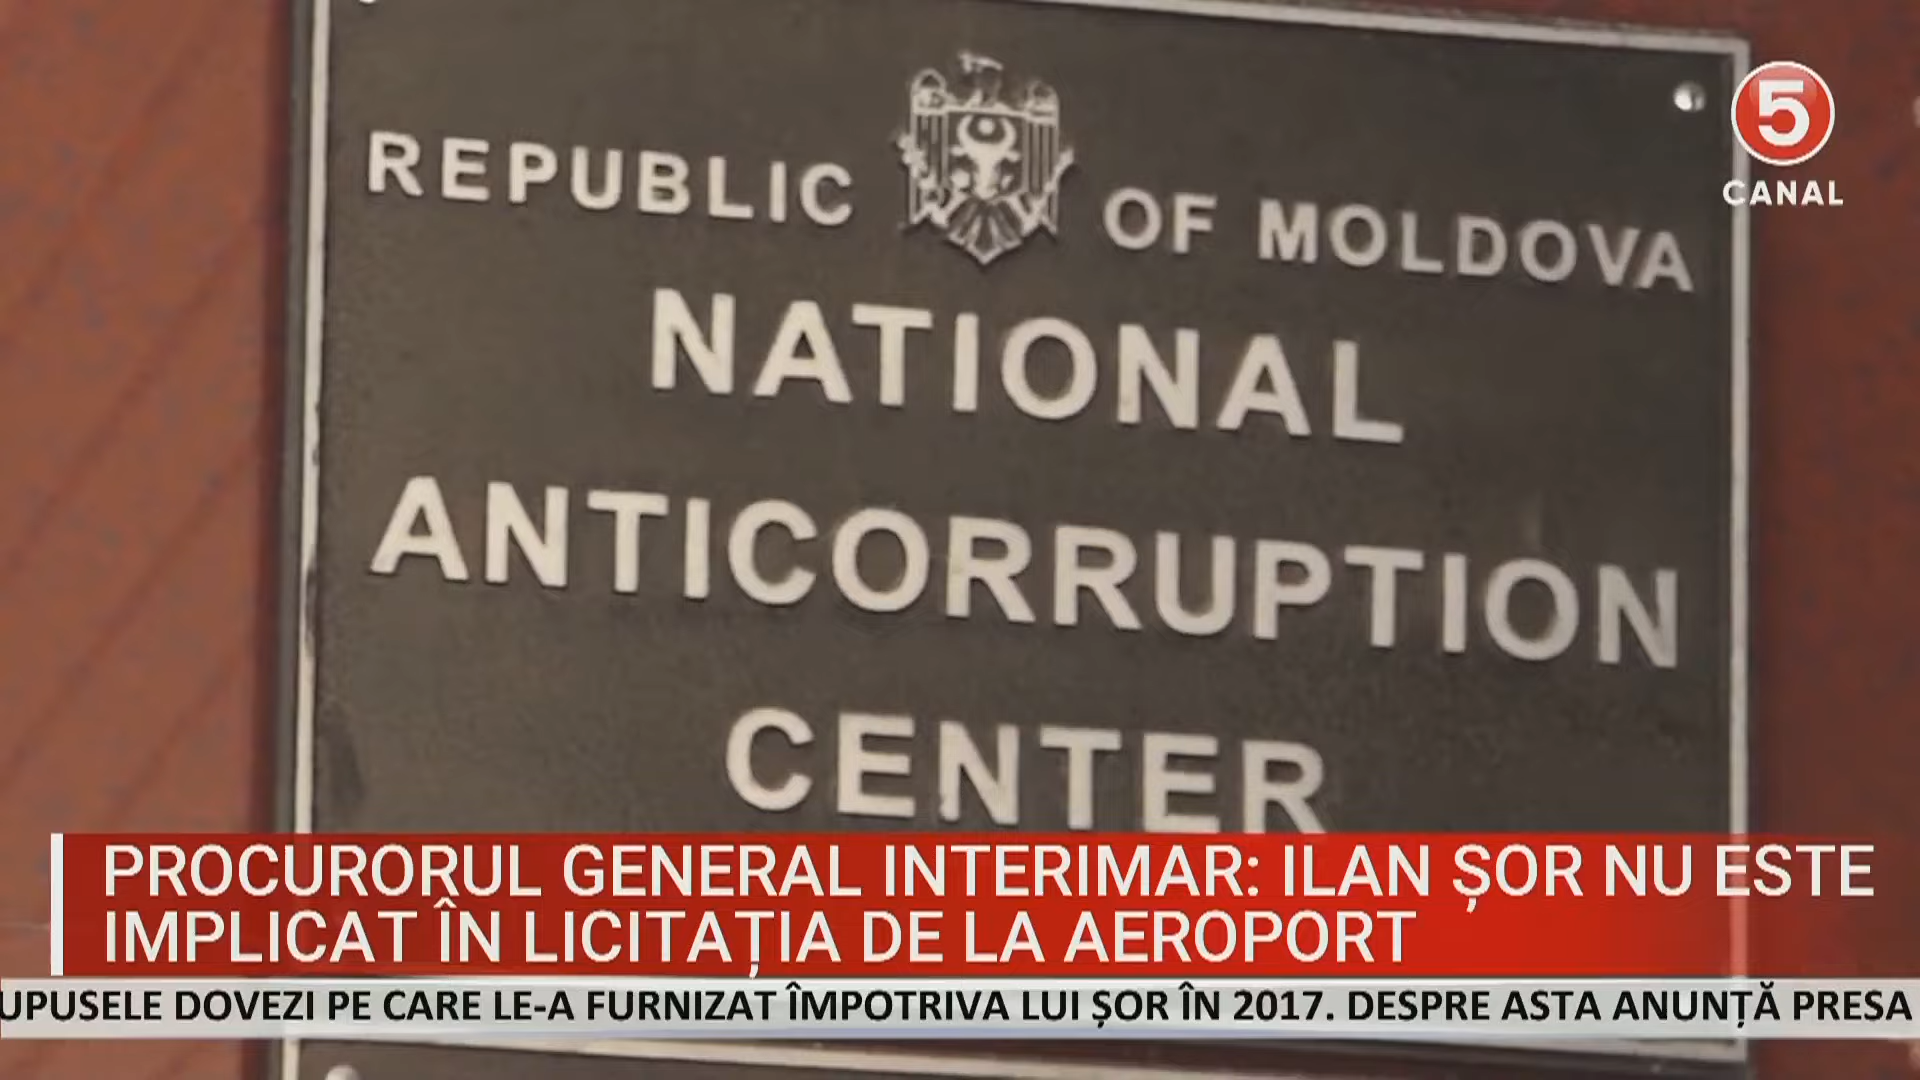 REPUBLIC OF MOLDOVA
NATIONAL
ANTICORRUPTION
CENTER
5
CANAL
PROCURORUL GENERAL INTERIMAR: ILAN ȘOR NU ESTE
IMPLICAT ÎN LICITAȚIA DE LA AEROPORT
UPUSELE DOVEZI PE CARE LE-A FURNIZAT ÎMPOTRIVA LUI ȘOR ÎN 2017. DESPRE ASTA ANUNȚĂ PRESA